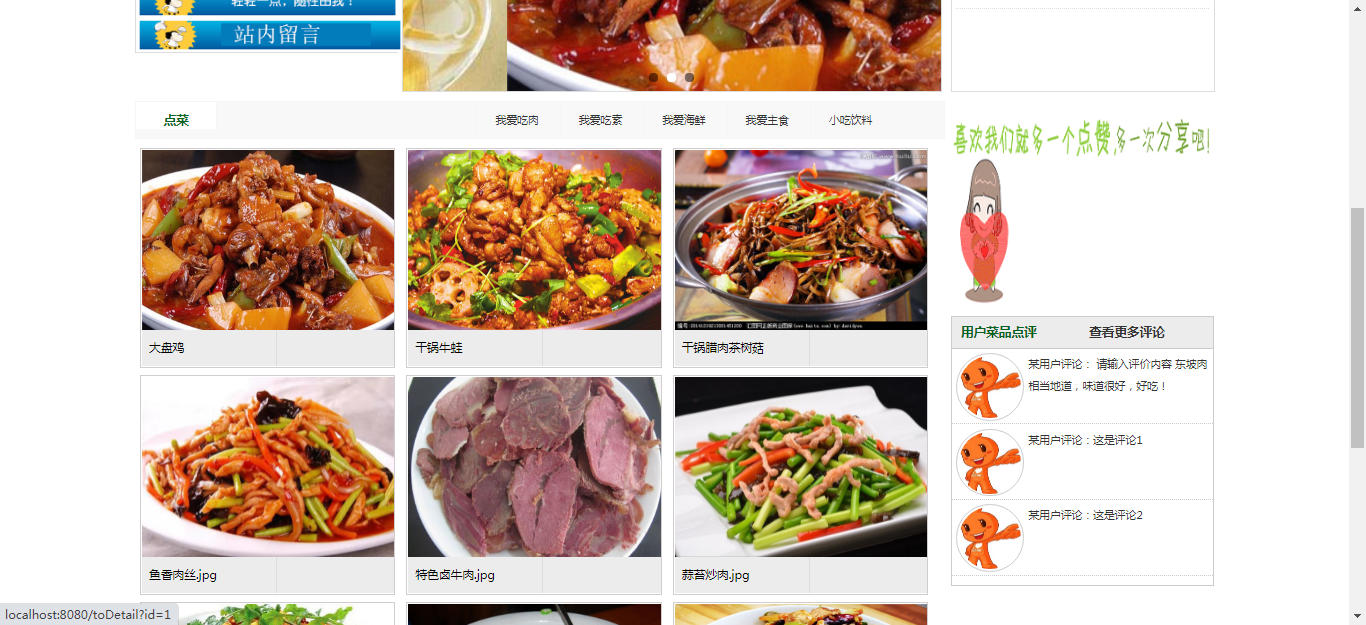 轻轻一点，随性由我！
站内留言
点菜
我爱吃肉
我爱吃素
我爱海鲜
我爱主食
小吃饮料
喜欢我们就多一个点赞,多一次分享吧!
大盘鸡
干锅牛蛙
干锅腊肉茶树菇
用户菜品点评
查看更多评论
某用户评论： 请输入评价内容 东坡肉
相当地道，味道很好，好吃！
某用户评论：这是评论1
某用户评论：这是评论2
鱼香肉丝.jpg
特色卤牛肉.jpg
蒜苔炒肉.jpg
localhost:8080/toDetail?id=1